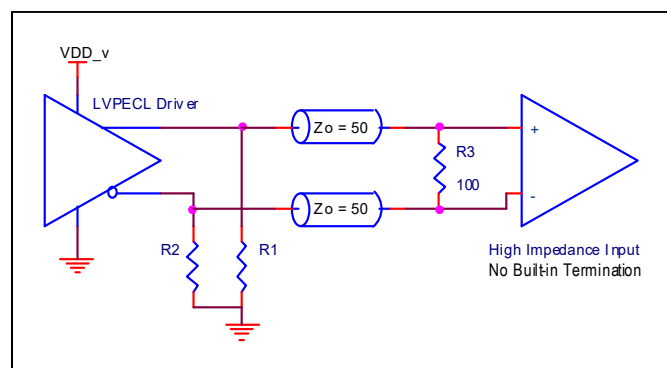 VDD_v
LVPECL Driver
Zo = 50
+
R3
100
Zo = 50
-
R2
R1
High Impedance Input
No Built-in Termination